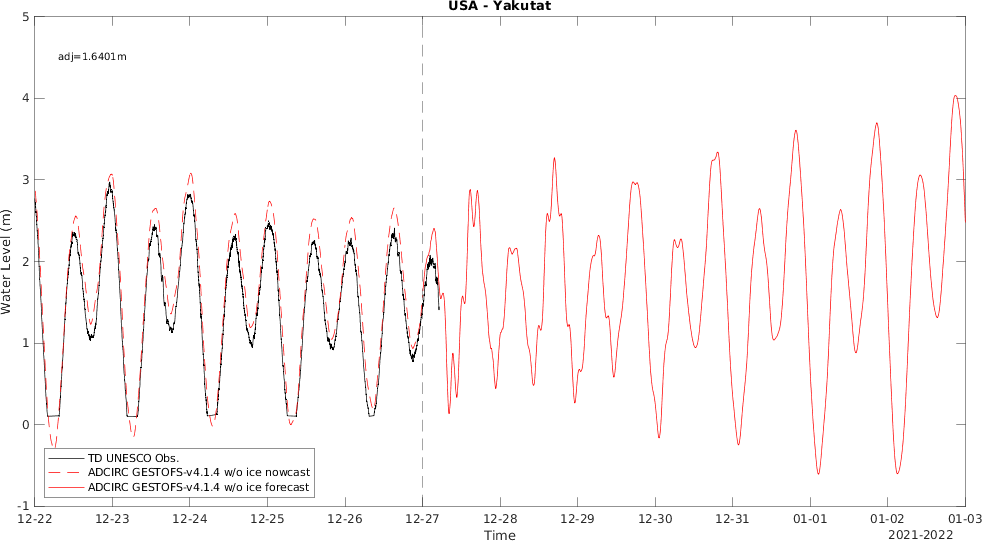 USA - Yakutat
adj=1.6401m
Water Level (m)
5
4
3
2
1
0
-1
TD UNESCO Obs.
ADCIRC GESTOFS-v4.1.4 w/o ice nowcast
ADCIRC GESTOFS-v4.1.4 w/o ice forecast
12-22 12-23 12-24 12-25 12-26 12-27 12-28 12-29 12-30 12-31 01-01 01-02 01-03
Time
2021-2022